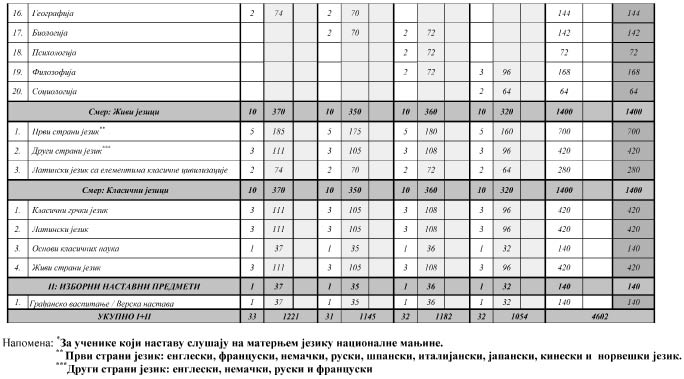 16. Географија 2 74 2 70 144 144
17. Биологија 2 70 2 72 142 142
18. Психологија 2 72 72 72
19. Филозофија 2 72 3 96 168 168
20. Социологија 2 64 64 64
Смер: Живи језици 10 370 10 350 10 360 10 320 1400 1400
1. Први страни језик** 5 185 5 175 5 180 5 160 700 700
2. Други страни језик*** 3 111 3 105 3 108 3 96 420 420
3. Латински језик са елементима класичне цивилизације 2 74 2 70 2 72 2 64 280 280
Смер: Класични језици 10 370 10 350 10 360 10 320 1400 1400
1. Класични грчки језик 3 111 3 105 3 108 3 96 420 420
2. Латински језик 3 111 3 105 3 108 3 96 420 420
3. Основи класичних наука 1 37 1 35 1 36 1 32 140 140
4. Живи страни језик 3 111 3 105 3 108 3 96 420 420
II: ИЗБОРНИ НАСТАВНИ ПРЕДМЕТИ 1 37 1 35 1 36 1 32 140 140
1. Грађанско васпитање / Верска настава 1 37 1 35 1 36 1 32 140 140
УКУПНО I+II 33 1221 31 1145 32 1182 32 1054 4602
Напомена: *За ученике који наставу слушају на матерњем језику националне мањине.
** Први страни језик: енглески, француски, немачки, руски, шпански, италијански, јапански, кинески и норвешки језик.
***Други страни језик: енглески, немачки, руски и француски